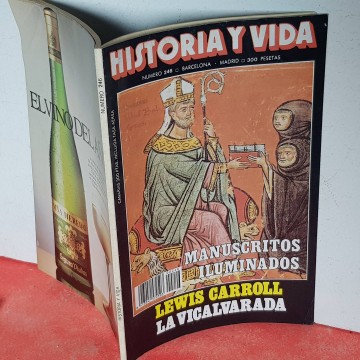 HISTORIA Y VIDA
NUMERO 249 - BARCELONA - MADRID - 300 PESETAS
MANUSCRITOS
ILUMINADOS
LEWIS CARROLL
LA VICALVARADA
EL VINO DEL